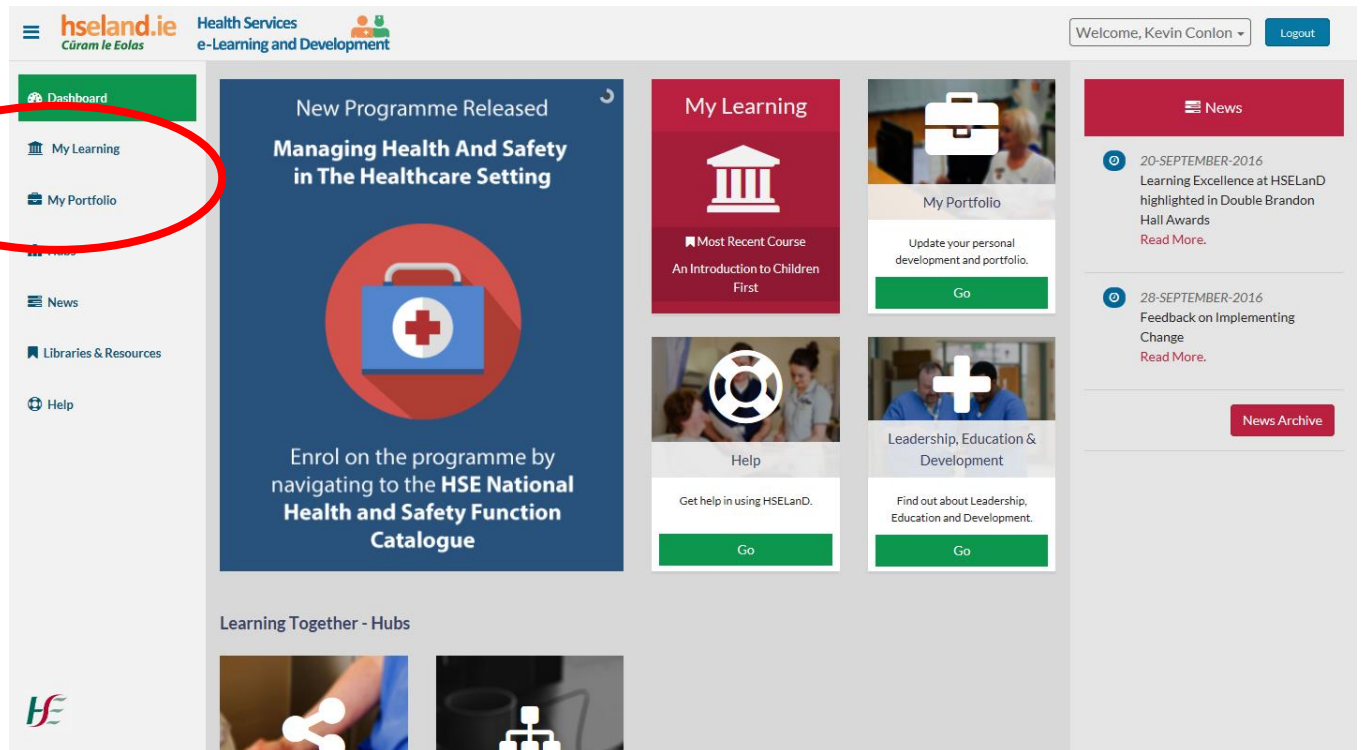 hseland.ie
Cúram le Eolas
Health Services
e-Learning and Development
Welcome, Kevin Conlon
Logout
Dashboard
My Learning
My Portfolio
Hubs
News
Libraries & Resources
Help
New Programme Released
Managing Health And Safety
in The Healthcare Setting
Enrol on the programme by
navigating to the HSE National
Health and Safety Function
Catalogue
My Learning
Most Recent Course
An Introduction to Children
First
My Portfolio
Update your personal
development and portfolio.
Go
Help
Get help in using HSELanD.
Go
Leadership, Education &
Development
Find out about Leadership,
Education and Development.
Go
News
20-SEPTEMBER-2016
Learning Excellence at HSELanD
highlighted in Double Brandon
Hall Awards
Read More.
28-SEPTEMBER-2016
Feedback on Implementing
Change
Read More.
News Archive
Learning Together - Hubs
HSE